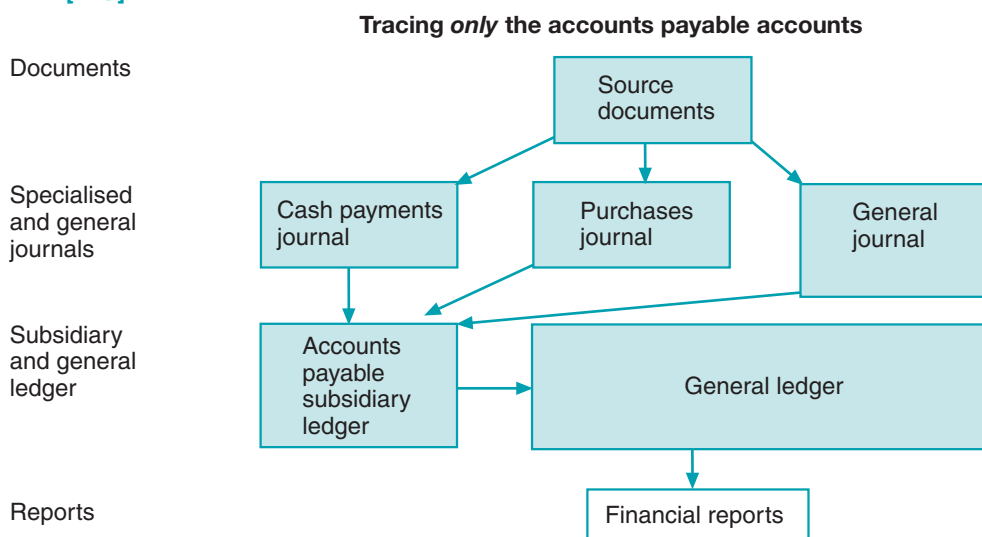 Tracing only the accounts payable accounts
Documents
Source
documents
Specialised
and general
journals
Cash payments
journal
Purchases
journal
General
journal
Subsidiary
and general
ledger
Accounts
payable
subsidiary
ledger
General ledger
Reports
Financial reports